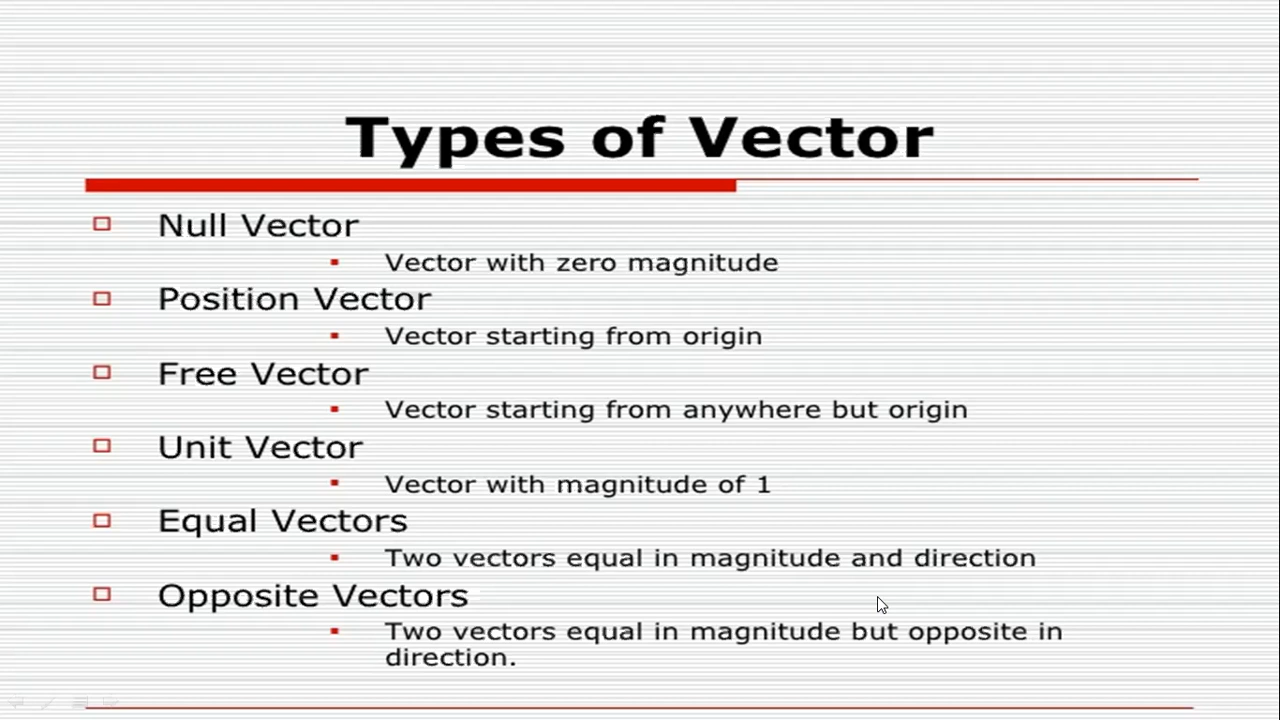 Types of Vector
Null Vector
Vector with zero magnitude
Position Vector
Vector starting from origin
Free Vector
Vector starting from anywhere but origin
Unit Vector
Vector with magnitude of 1
Equal Vectors
Two vectors equal in magnitude and direction
Opposite Vectors
Two vectors equal in magnitude but opposite in
direction.